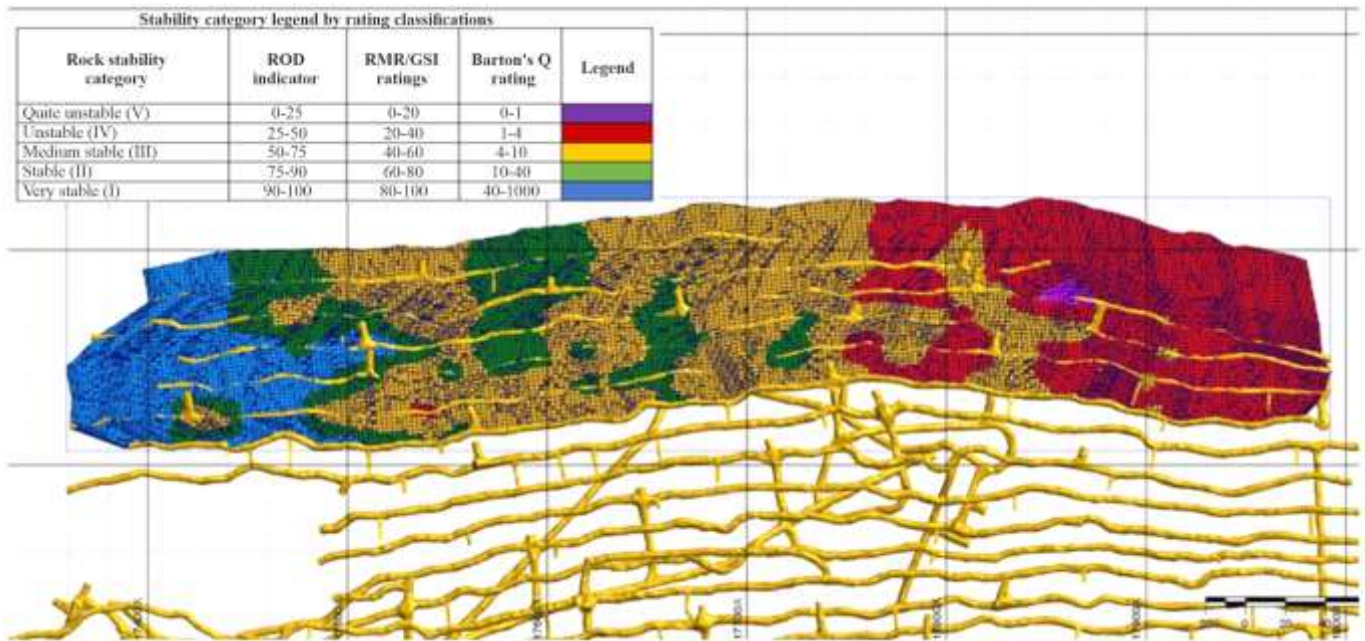 Stability category legend by rating classifications
Rock stability category | ROD indicator | RMR/GSI ratings | Barton's Q rating | Legend
Quite unstable (V) | 0-25 | 0-20 | 0-1
Unstable (IV) | 25-50 | 20-40 | 1-4
Medium stable (III) | 50-75 | 40-60 | 4-10
Stable (II) | 75-90 | 60-80 | 10-40
Very stable (I) | 90-100 | 80-100 | 40-1000